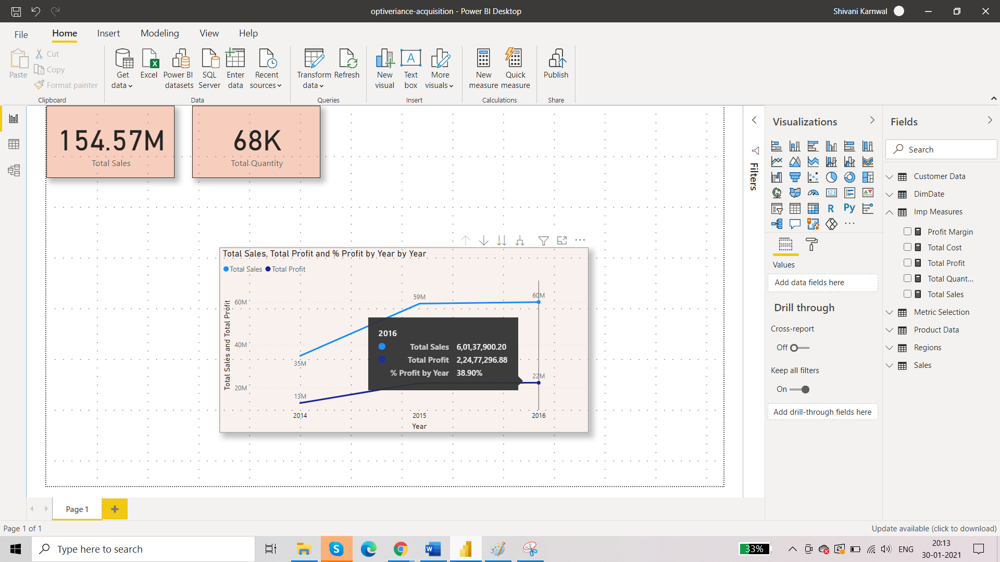 optiveriance-acquisition - Power BI Desktop
Shivani Karnwal
File Home Insert Modeling View Help
Paste
Cut
Copy
Format painter
Clipboard
Get data
Excel
Power BI datasets
SQL Server
Enter data
Recent sources
Data
Transform data
Refresh
Queries
New visual
Text box
More visuals
Insert
New measure
Quick measure
Calculations
Publish
Share
154.57M
Total Sales
68K
Total Quantity
Total Sales, Total Profit and % Profit by Year by Year
Total Sales Total Profit
Total Sales and Total Profit
60M
40M
20M
35M
59M
60M
13M
22M
2016
Total Sales 6,01,37,900.20
Total Profit 2,24,77,296.88
% Profit by Year 38.90%
2014 2015 2016
Year
Filters
Visualizations
123
R Py
Values
Add data fields here
Drill through
Cross-report
Off
Keep all filters
On
Add drill-through fields here
Fields
Search
Customer Data
DimDate
Imp Measures
Profit Margin
Total Cost
Total Profit
Total Quant...
Total Sales
Metric Selection
Product Data
Regions
Sales
Page 1
Page 1 of 1
Update available (click to download)
Type here to search
33%
ENG
20:13
30-01-2021